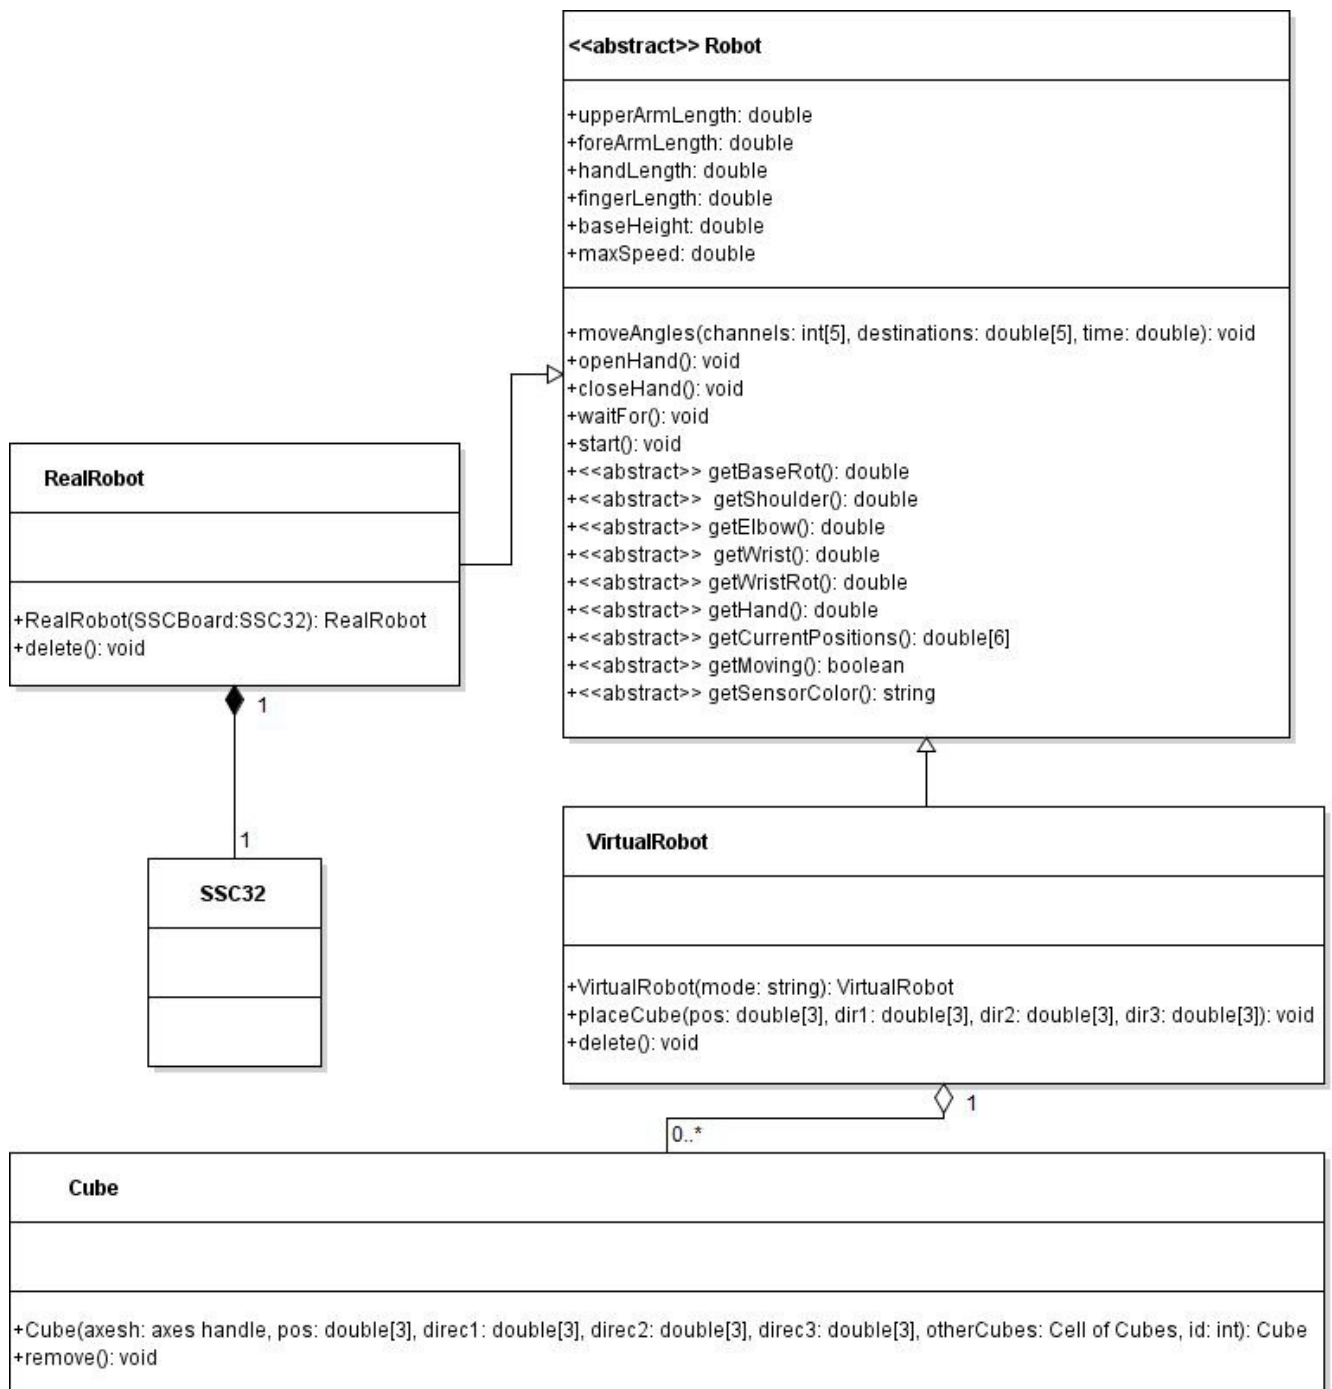 <<abstract>> Robot
+upperArmLength: double
+foreArmLength: double
+handLength: double
+fingerLength: double
+baseHeight: double
+maxSpeed: double
+moveAngles(channels: int[5], destinations: double[5], time: double): void
+openHand(): void
+closeHand(): void
+waitFor(): void
+start(): void
+<<abstract>> getBaseRot(): double
+<<abstract>> getShoulder(): double
+<<abstract>> getElbow(): double
+<<abstract>> getWrist(): double
+<<abstract>> getWristRot(): double
+<<abstract>> getHand(): double
+<<abstract>> getCurrentPositions(): double[6]
+<<abstract>> getMoving(): boolean
+<<abstract>> getSensorColor(): string
RealRobot
+RealRobot(SSCBoard:SSC32): RealRobot
+delete(): void
1
1
SSC32
VirtualRobot
+VirtualRobot(mode: string): VirtualRobot
+placeCube(pos: double[3], dir1: double[3], dir2: double[3], dir3: double[3]): void
+delete(): void
1
0..*
Cube
+Cube(axesh: axes handle, pos: double[3], direc1: double[3], direc2: double[3], direc3: double[3], otherCubes: Cell of Cubes, id: int): Cube
+remove(): void